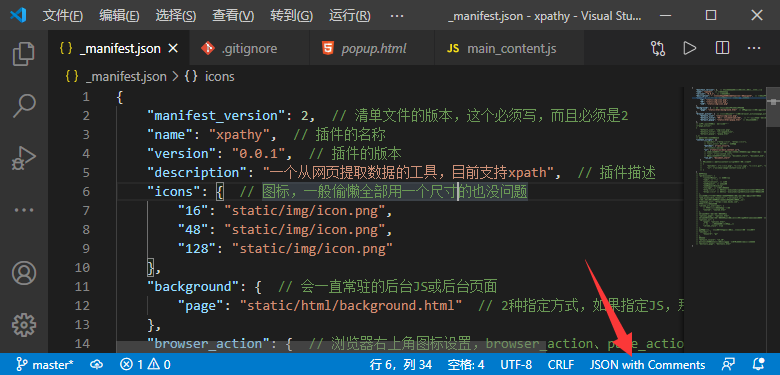 文件(F) 编辑(E) 选择(S) 查看(V) 转到(G) 运行(R) ... _manifest.json - xpathy - Visual Stu...
{} _manifest.json .gitignore popup.html JS main_content.js
{} _manifest.json > {} icons
1 {
2 "manifest_version": 2, // 清单文件的版本，这个必须写，而且必须是2
3 "name": "xpathy", // 插件的名称
4 "version": "0.0.1", // 插件的版本
5 "description": "一个从网页提取数据的工具，目前支持xpath", // 插件描述
6 "icons": { // 图标，一般偷懒全部用一个尺寸的也没问题
7 "16": "static/img/icon.png",
8 "48": "static/img/icon.png",
9 "128": "static/img/icon.png"
10 },
11 "background": { // 会一直常驻的后台JS或后台页面
12 "page": "static/html/background.html" // 2种指定方式，如果指定JS，
13 },
14 "browser_action": { // 浏览器右上角图标设置，browser_action、page_actio
master* 1 0 行 6，列 34 空格: 4 UTF-8 CRLF JSON with Comments